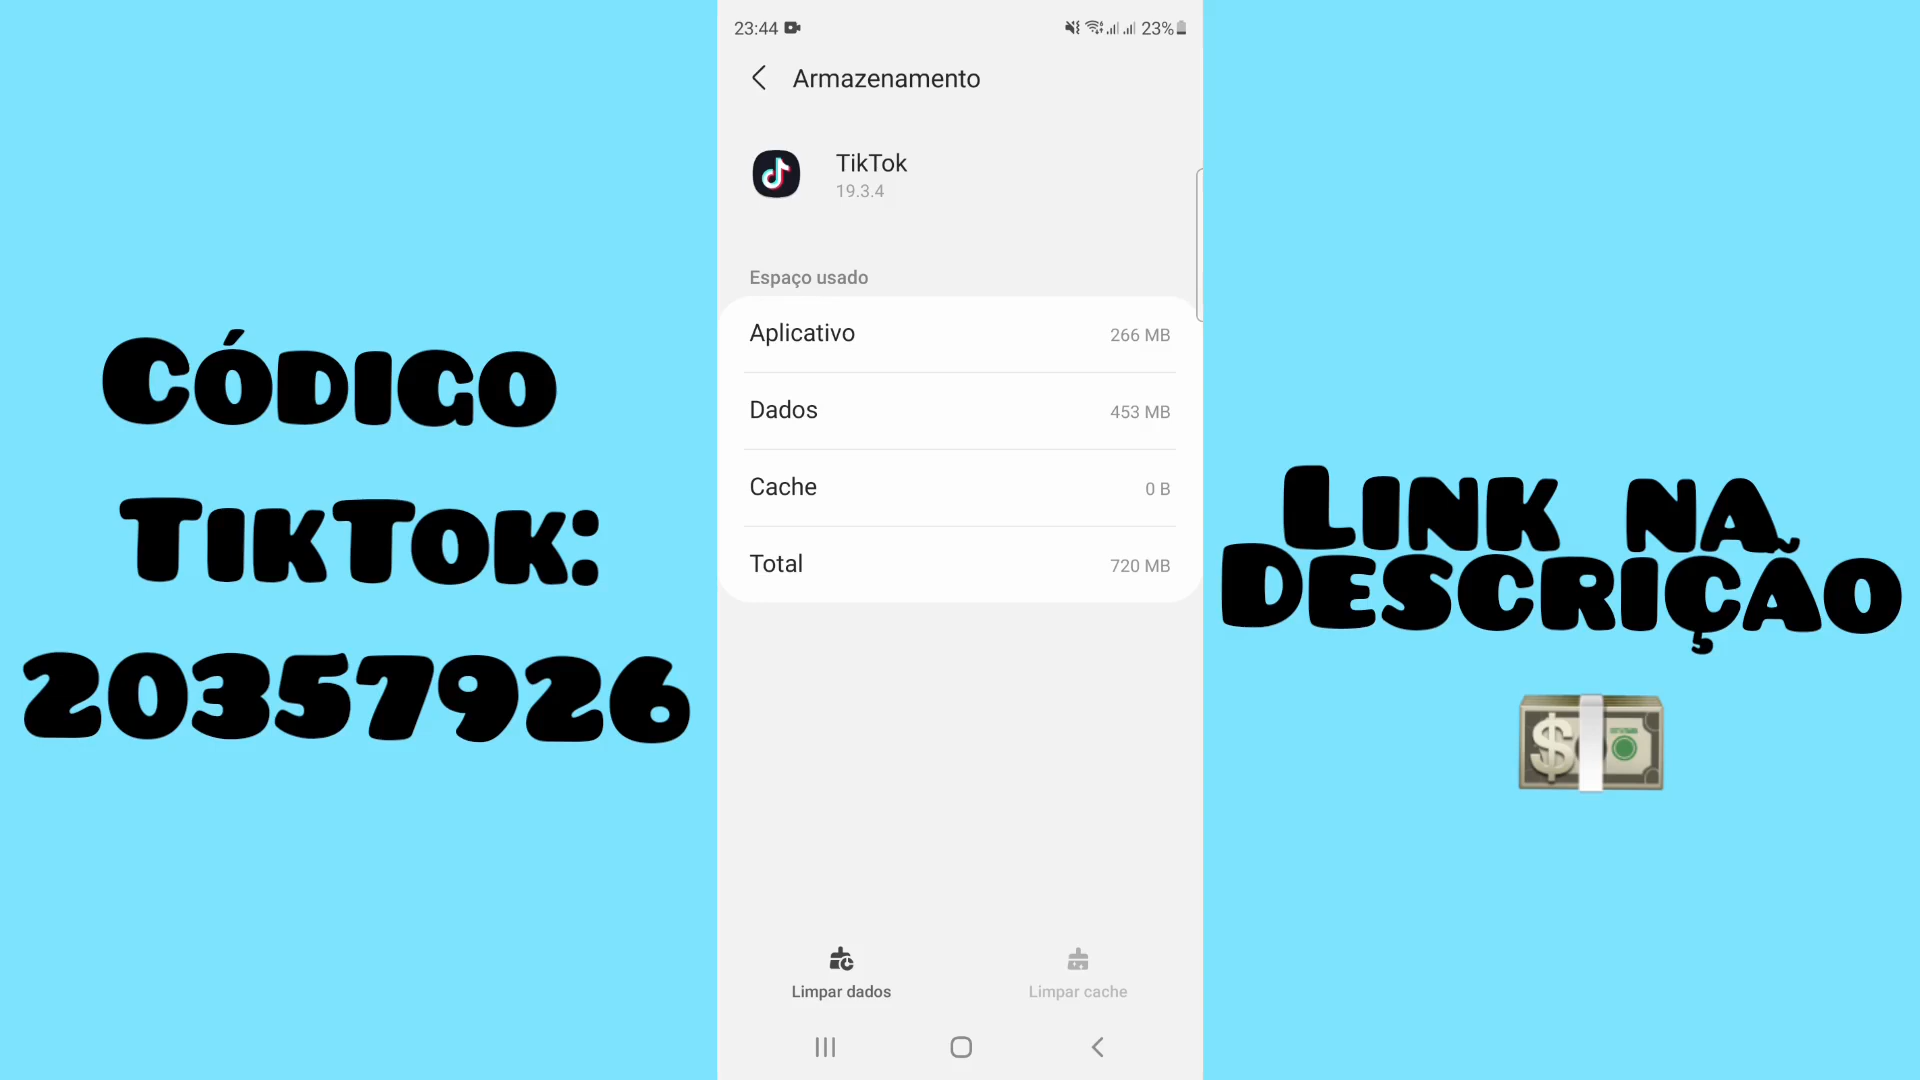 23:44
23%
Armazenamento
TikTok
19.3.4
Espaço usado
Aplicativo 266 MB
Dados 453 MB
Cache 0 B
Total 720 MB
Limpar dados
Limpar cache
Código
TikTok:
20357926
Link na
Descrição